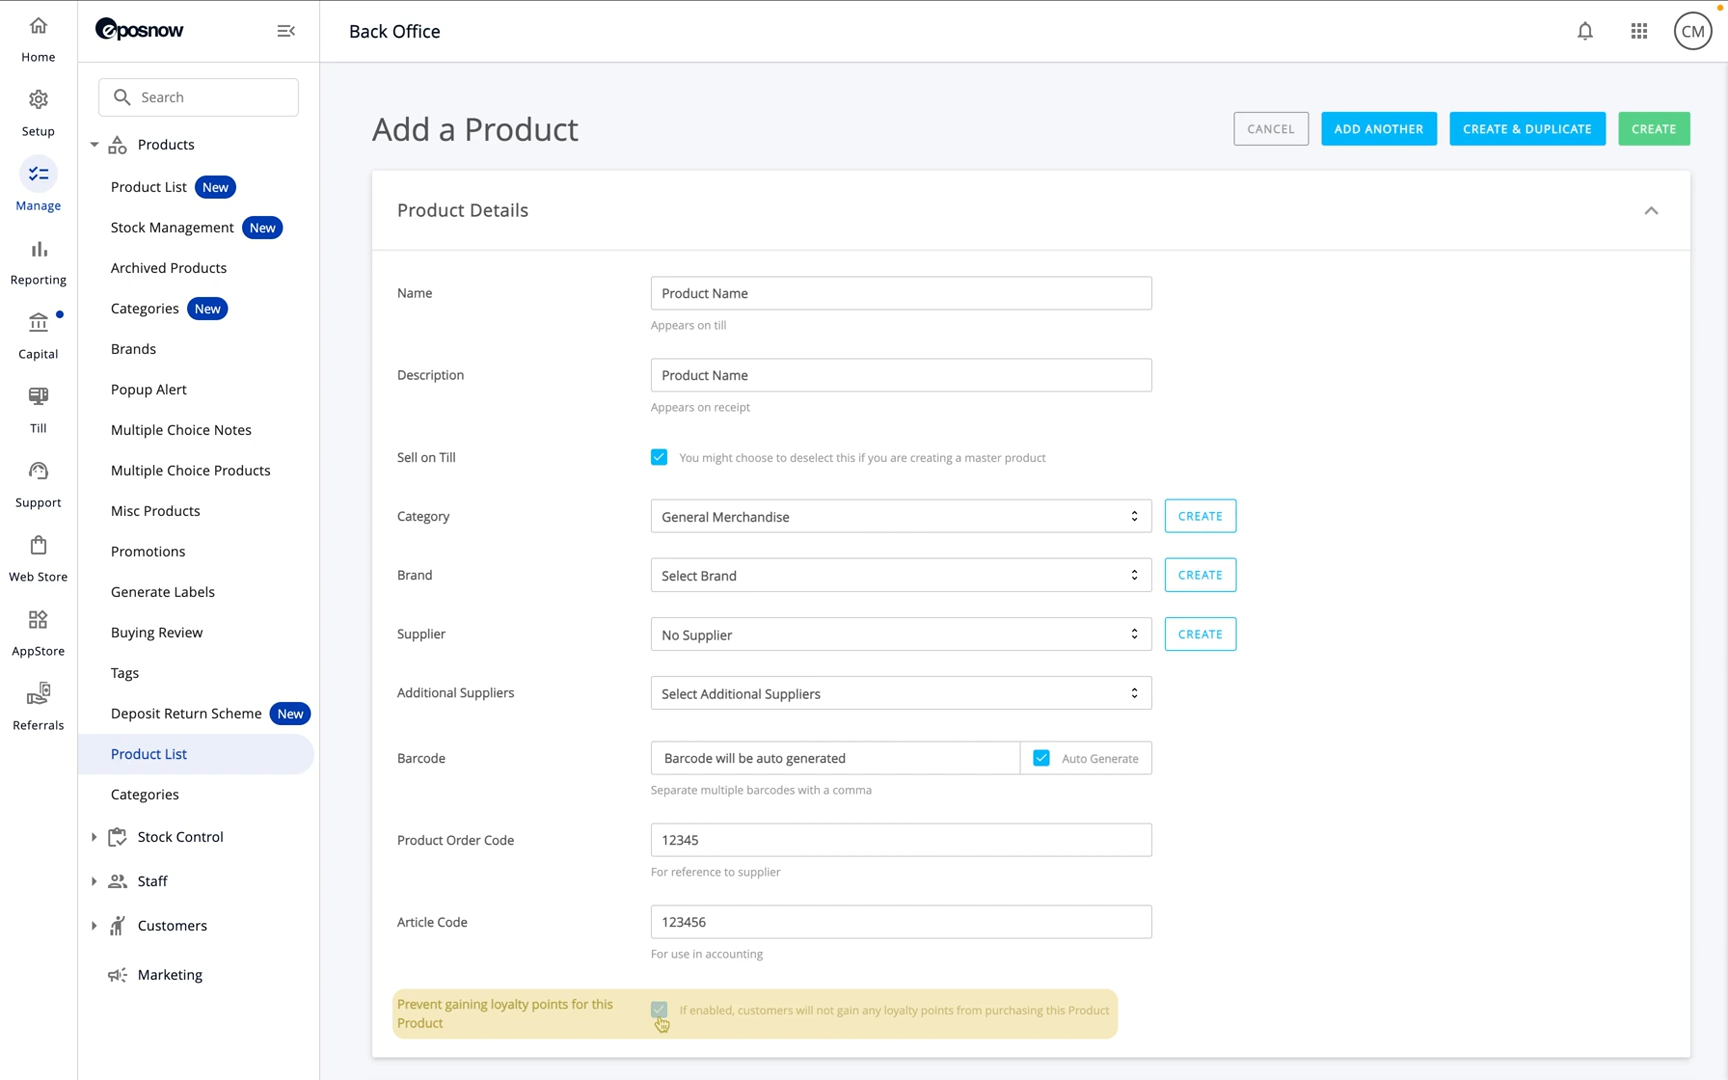 Home
Setup
Manage
Reporting
Capital
Till
Support
Web Store
AppStore
Referrals
eposnow
Search
Products
Product List New
Stock Management New
Archived Products
Categories New
Brands
Popup Alert
Multiple Choice Notes
Multiple Choice Products
Misc Products
Promotions
Generate Labels
Buying Review
Tags
Deposit Return Scheme New
Product List
Categories
Stock Control
Staff
Customers
Marketing
Back Office
CM
Add a Product
CANCEL
ADD ANOTHER
CREATE & DUPLICATE
CREATE
Product Details
Name
Product Name
Appears on till
Description
Product Name
Appears on receipt
Sell on Till
You might choose to deselect this if you are creating a master product
Category
General Merchandise
CREATE
Brand
Select Brand
CREATE
Supplier
No Supplier
CREATE
Additional Suppliers
Select Additional Suppliers
Barcode
Barcode will be auto generated
Auto Generate
Separate multiple barcodes with a comma
Product Order Code
12345
For reference to supplier
Article Code
123456
For use in accounting
Prevent gaining loyalty points for this
Product
If enabled, customers will not gain any loyalty points from purchasing this Product